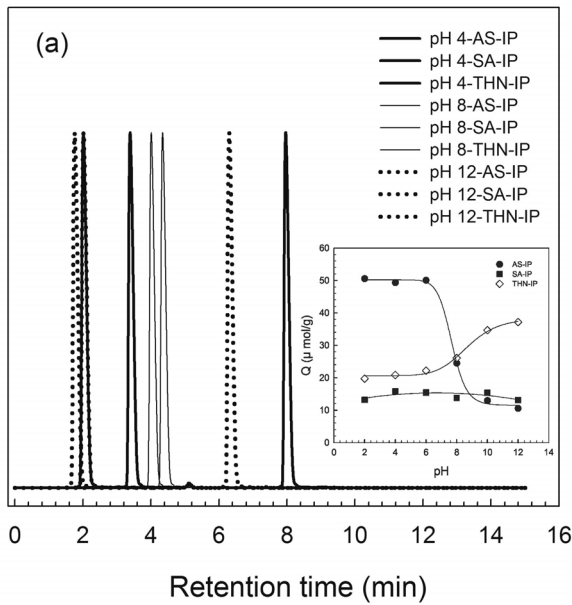 (a)
pH 4-AS-IP
pH 4-SA-IP
pH 4-THN-IP
pH 8-AS-IP
pH 8-SA-IP
pH 8-THN-IP
pH 12-AS-IP
pH 12-SA-IP
pH 12-THN-IP
60
50
40
30
20
10
0
Q (μ mol/g)
AS-IP
SA-IP
THN-IP
0 2 4 6 8 10 12 14
pH
0 2 4 6 8 10 12 14 16
Retention time (min)